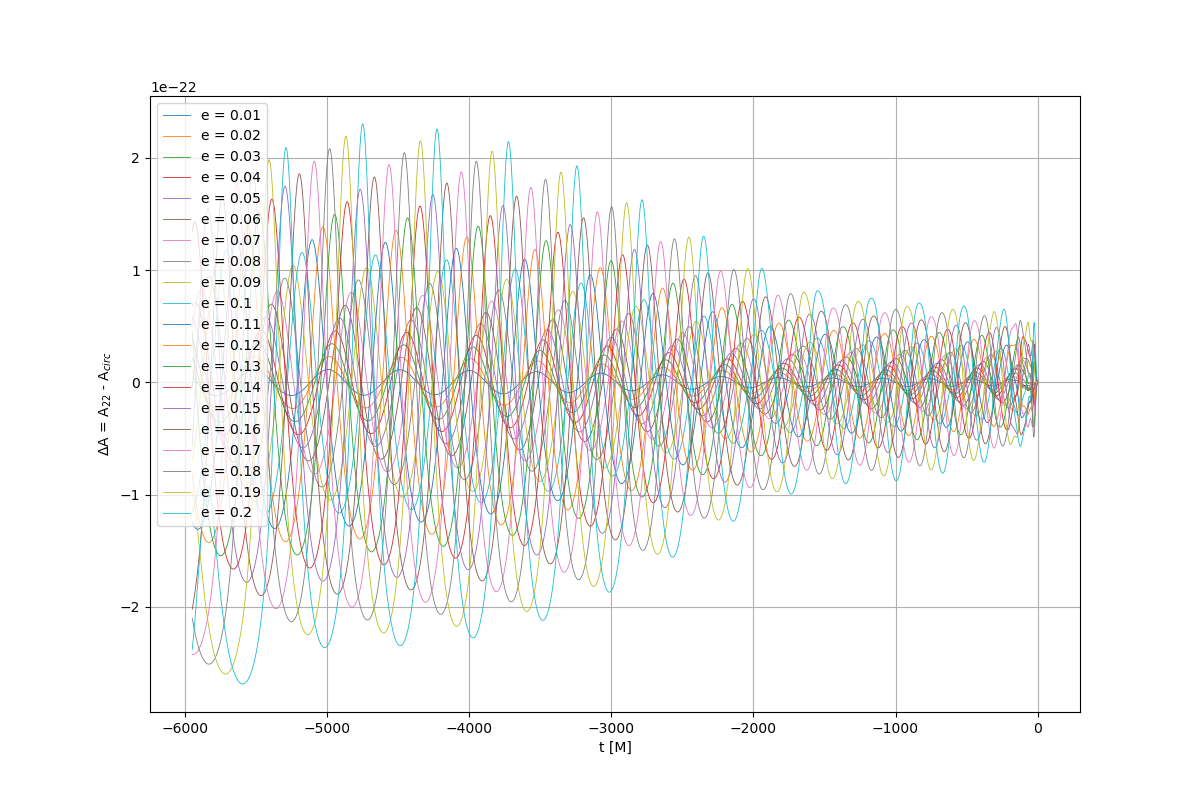 1e−22
e = 0.01
e = 0.02
e = 0.03
e = 0.04
e = 0.05
e = 0.06
e = 0.07
e = 0.08
e = 0.09
e = 0.1
e = 0.11
e = 0.12
e = 0.13
e = 0.14
e = 0.15
e = 0.16
e = 0.17
e = 0.18
e = 0.19
e = 0.2
2
1
0
−1
−2
ΔA = A₂₂ - A_circ
−6000 −5000 −4000 −3000 −2000 −1000 0
t [M]